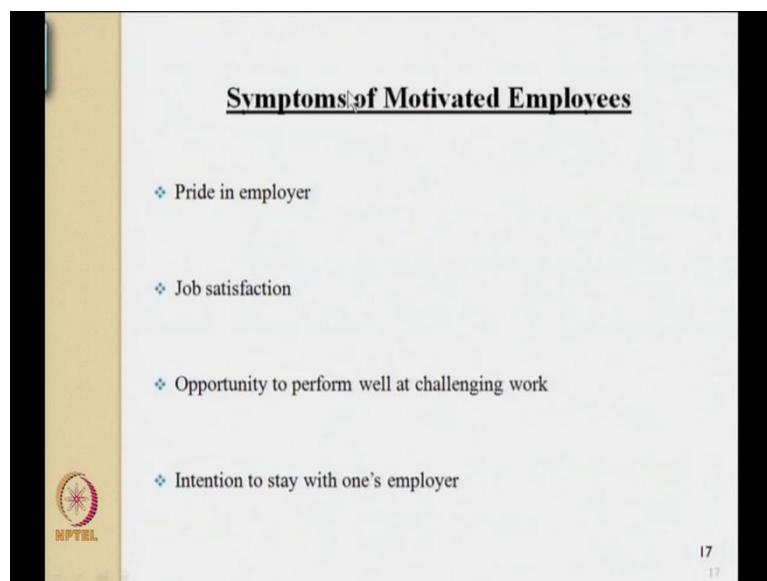 Symptoms of Motivated Employees
Pride in employer
Job satisfaction
Opportunity to perform well at challenging work
Intention to stay with one's employer
NPTEL
17
17